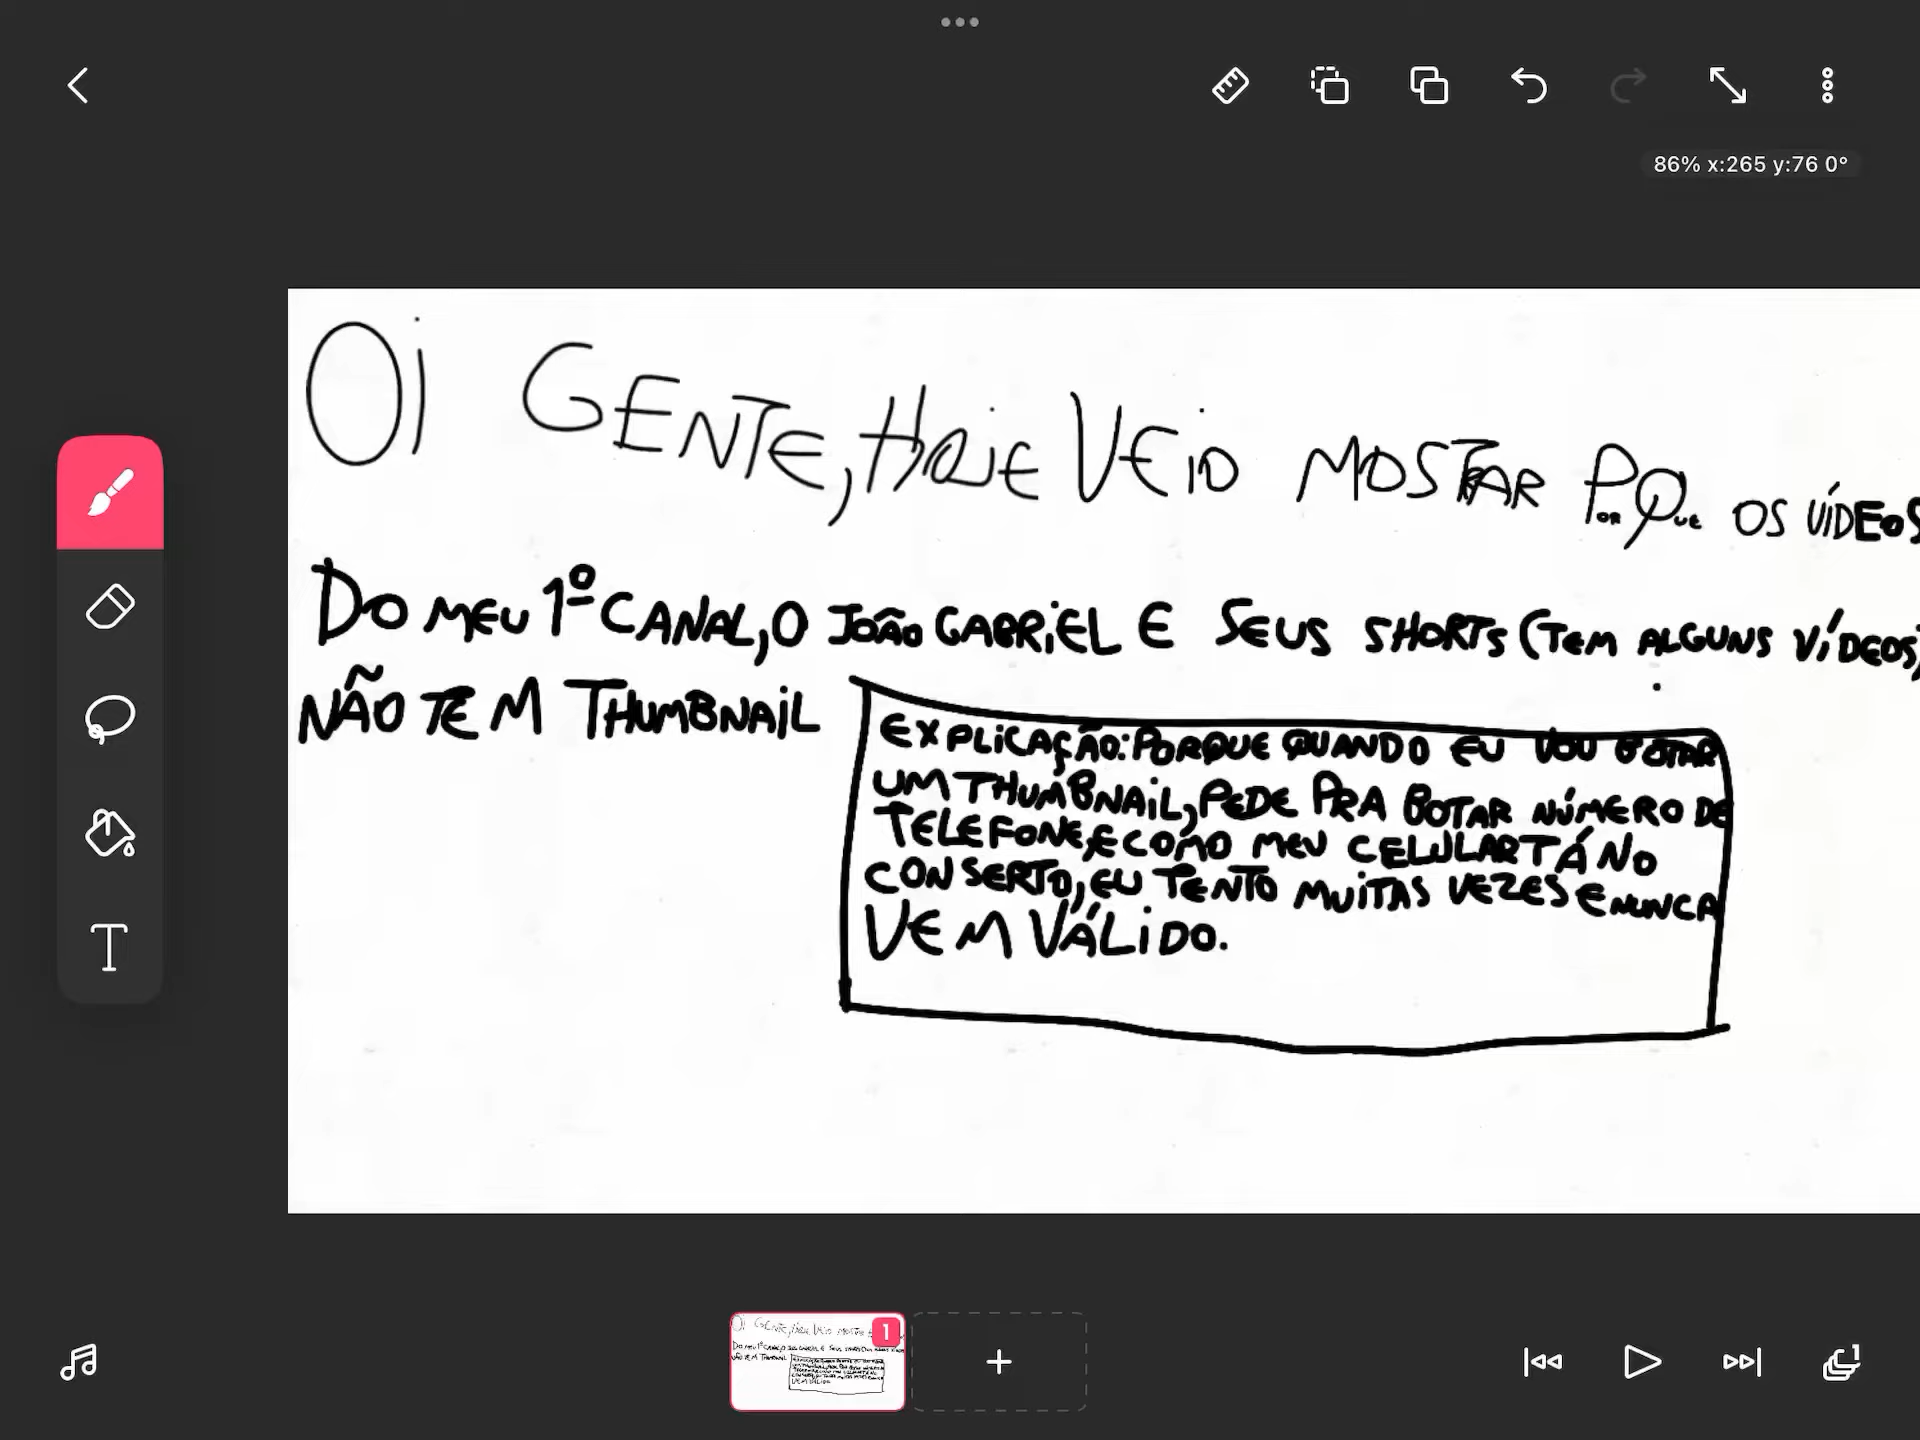 86% x:265 y:76 0°
Oi GENTE, HOJE VEIO MOSTRAR P.OR QUE OS VÍDEOS
DO MEU 1º CANAL, O JOÃO GABRiEL E SEUS SHORTS (TEM ALGUNS VÍDEOS)
NÃO TEM THUMBNAiL
EXPLiCAÇÃO: PORQUE QUANDO EU VOU BOTAR
UM THUMBNAiL, PEDE PRA BOTAR NÚMERO DE
TELEFONE, E COMO MEU CELULAR TÁ NO
CONSERTO, EU TENTO MUiTAS VEZES E NUNCA
VEM VÁLiDO.
T
1